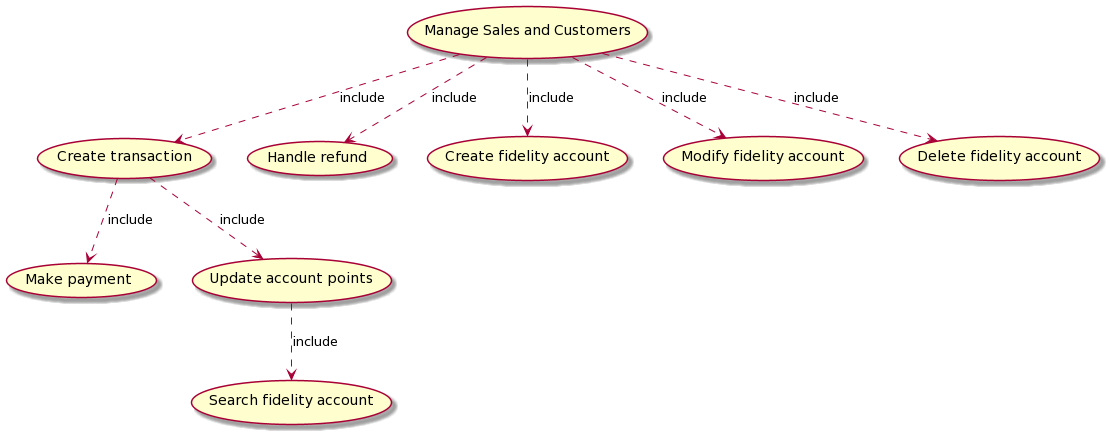 Manage Sales and Customers
include
include
include
include
include
Create transaction
Handle refund
Create fidelity account
Modify fidelity account
Delete fidelity account
include
include
Make payment
Update account points
include
Search fidelity account